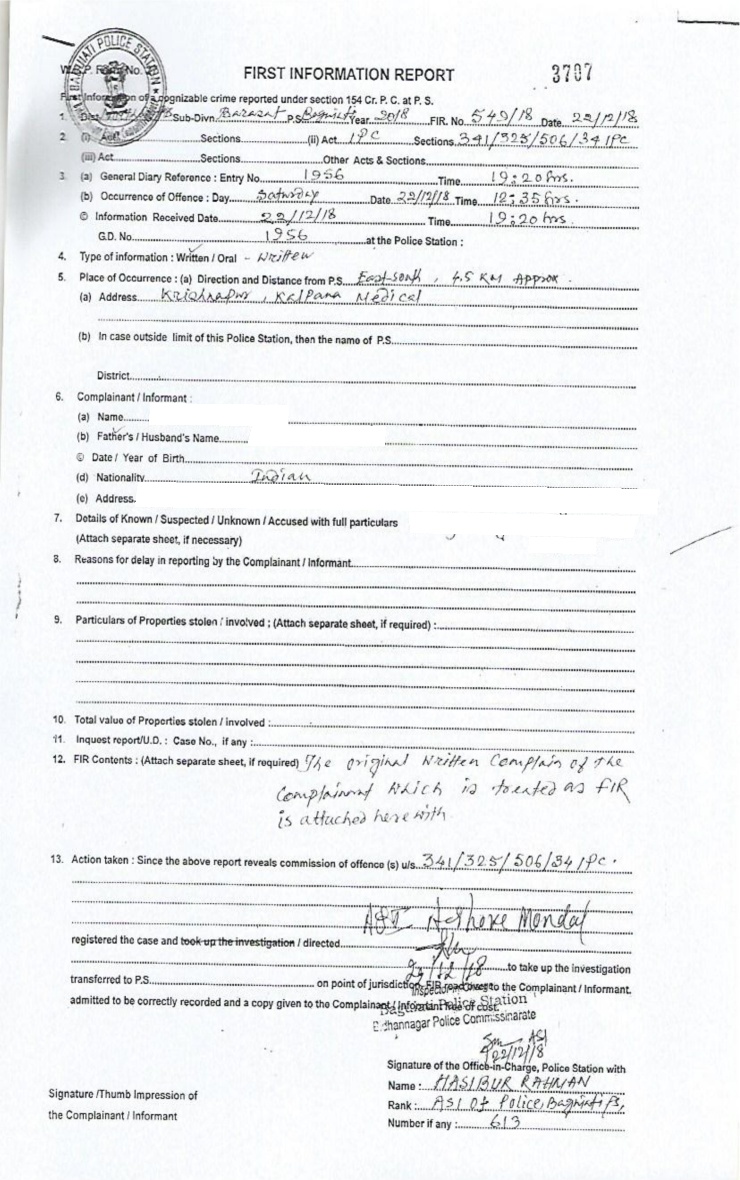 BAGUIATI POLICE STATION
W.B.P. Form No.
FIRST INFORMATION REPORT
3707
First Information of a cognizable crime reported under section 154 Cr. P. C. at P. S.
1. Dist. Sub-Divn. Barasat P.S. Baguiati Year 2018 FIR. No. 549/18 Date 22/12/18
2. (i) Act Sections (ii) Act IPC Sections 341/325/506/34 IPC
(iii) Act Sections Other Acts & Sections
3. (a) General Diary Reference : Entry No. 1956 Time 19:20 hrs.
(b) Occurrence of Offence : Day Saturday Date 22/12/18 Time 12:35 hrs.
© Information Received Date 22/12/18 Time 19:20 hrs.
G.D. No. 1956 at the Police Station :
4. Type of information : Written / Oral - Written
5. Place of Occurrence : (a) Direction and Distance from P.S. East-south, 4.5 KM Approx.
(a) Address Krishnapur, Kalpana Medical
(b) In case outside limit of this Police Station, then the name of P.S.
District
6. Complainant / Informant :
(a) Name
(b) Father's / Husband's Name
© Date / Year of Birth
(d) Nationality Indian
(e) Address.
7. Details of Known / Suspected / Unknown / Accused with full particulars
(Attach separate sheet, if necessary)
8. Reasons for delay in reporting by the Complainant / Informant
9. Particulars of Properties stolen / involved ; (Attach separate sheet, if required) :
10. Total value of Properties stolen / involved :
11. Inquest report/U.D. : Case No., if any :
12. FIR Contents : (Attach separate sheet, if required) The original Written Complain of the
Complainant which is treated as FIR
is attached here with
13. Action taken : Since the above report reveals commission of offence (s) u/s. 341/325/506/34 IPC.
ASI Ashore Mondal
registered the case and took up the investigation / directed
22/12/18 to take up the investigation
transferred to P.S. on point of jurisdiction FIR read over to the Complainant / Informant.
admitted to be correctly recorded and a copy given to the Complainant / Informant free of cost.
Baguiati Police Station
Bidhannagar Police Commissinarate
ASI
22/12/18
Signature of the Office-in-Charge, Police Station with
Name : HASIBUR RAHMAN
Rank : ASI Of Police, Baguiati PS,
Number if any : 613
Signature /Thumb Impression of
the Complainant / Informant